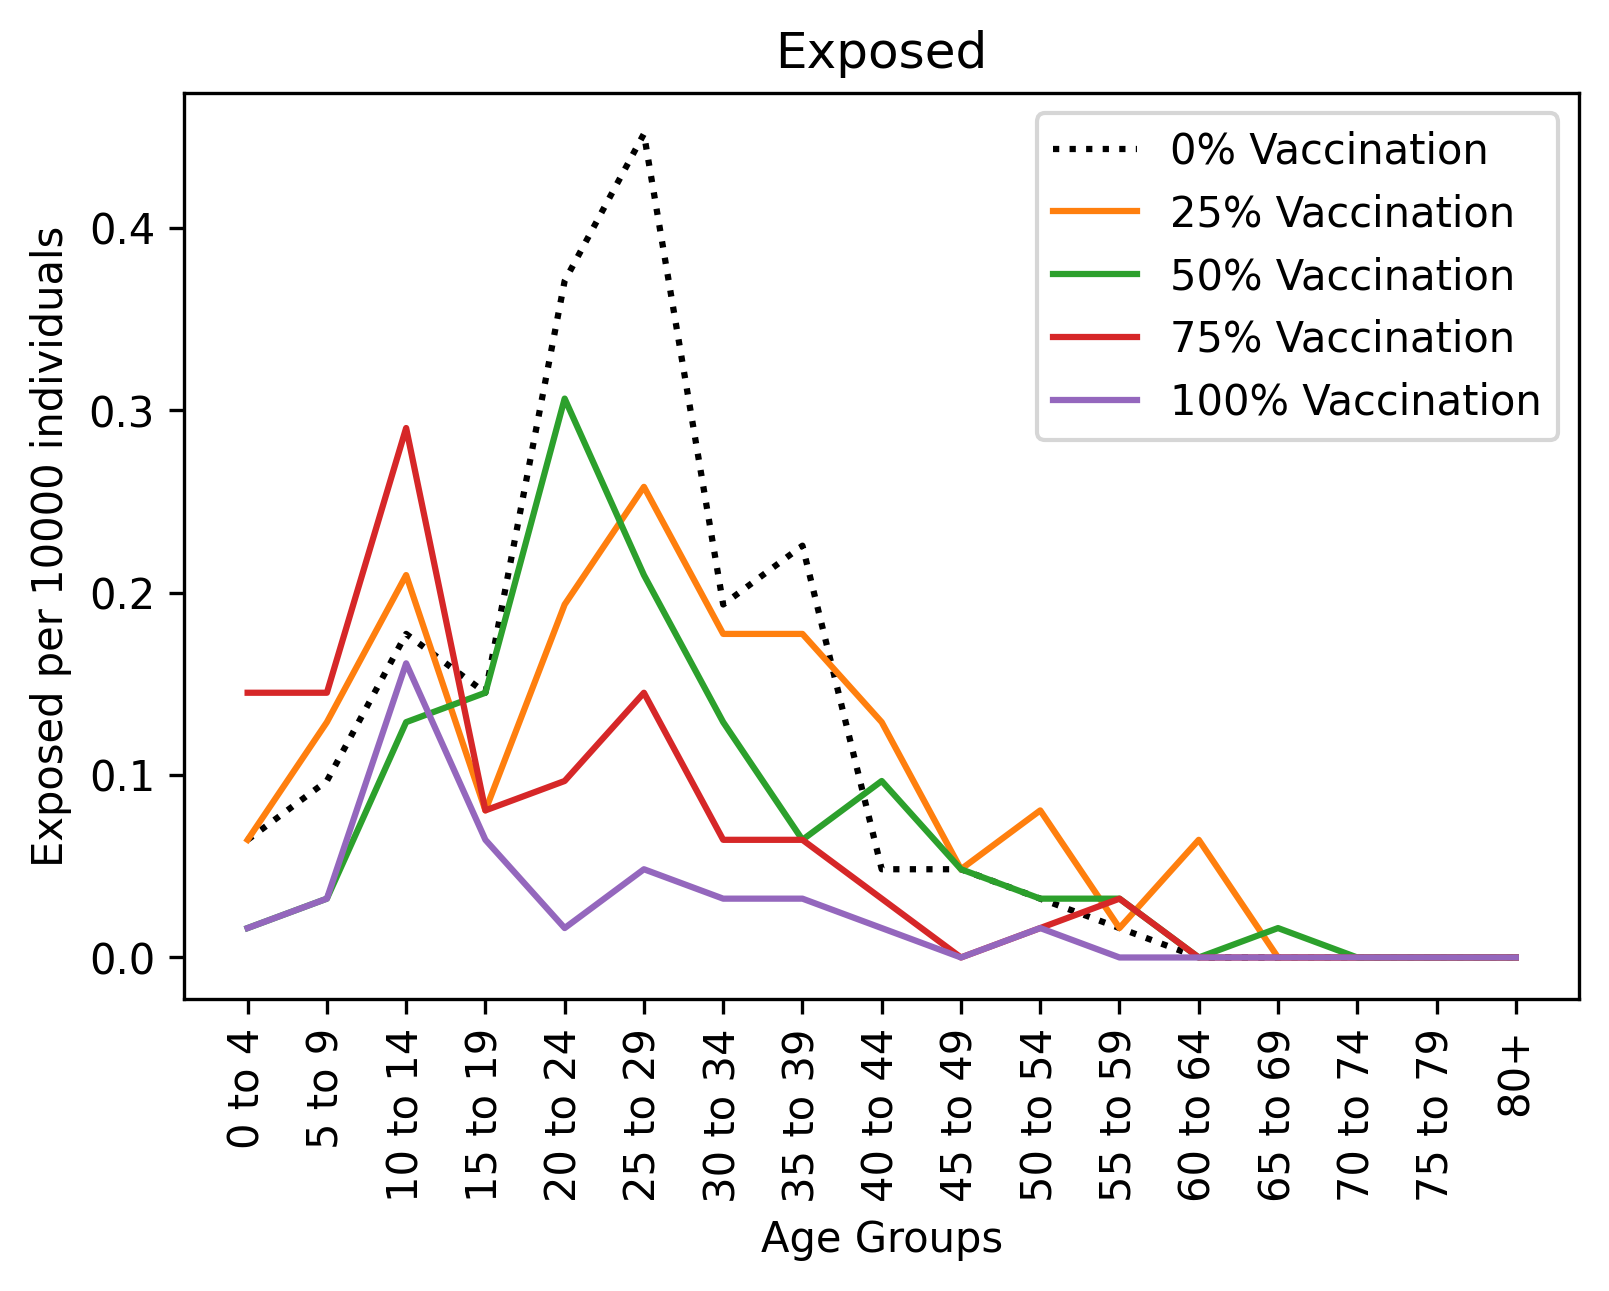 Exposed
0% Vaccination
25% Vaccination
50% Vaccination
75% Vaccination
100% Vaccination
Exposed per 10000 individuals
0.4
0.3
0.2
0.1
0.0
0 to 4
5 to 9
10 to 14
15 to 19
20 to 24
25 to 29
30 to 34
35 to 39
40 to 44
45 to 49
50 to 54
55 to 59
60 to 64
65 to 69
70 to 74
75 to 79
80+
Age Groups